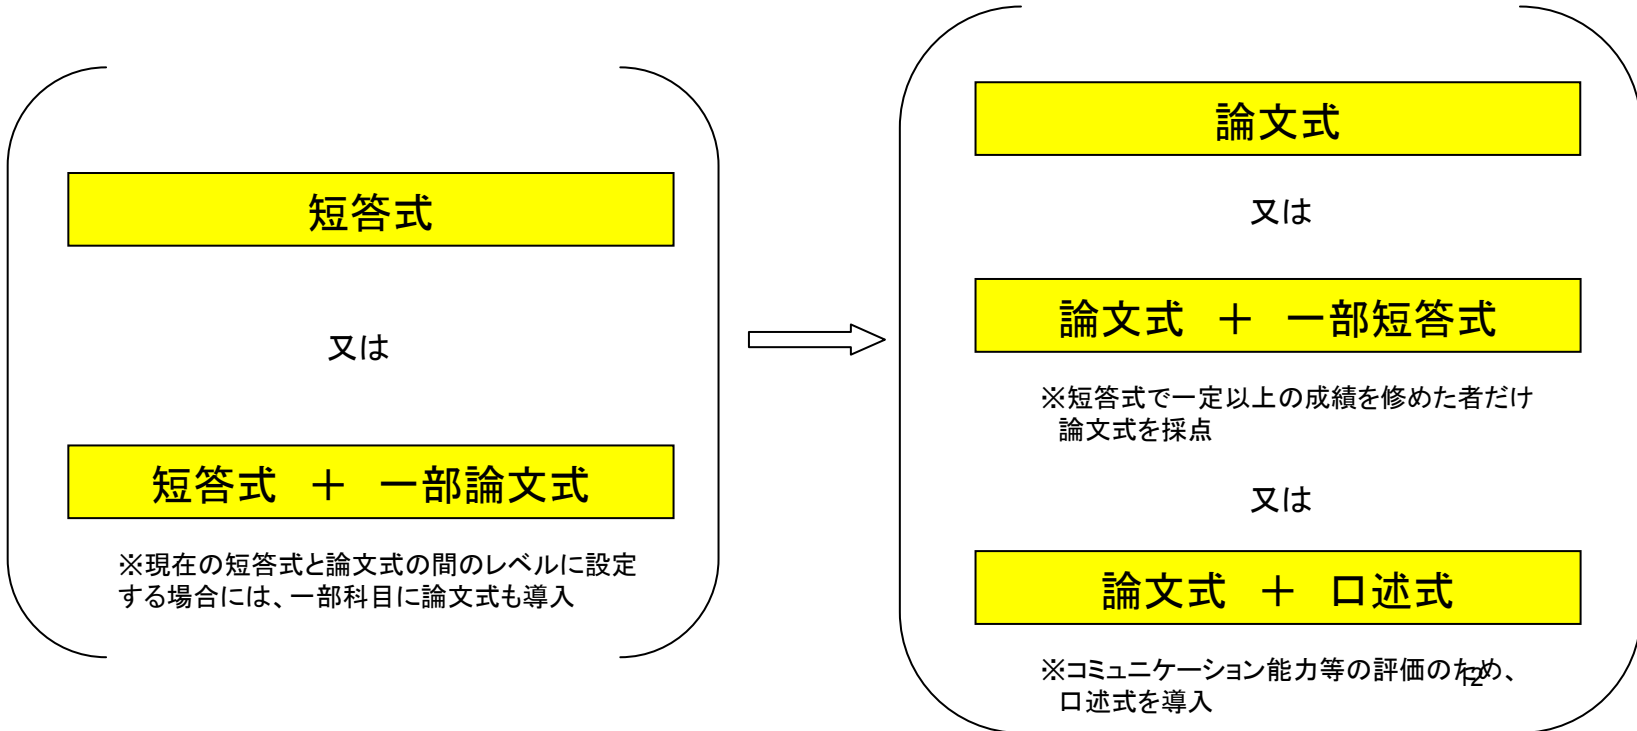 短答式
又は
短答式 + 一部論文式
※現在の短答式と論文式の間のレベルに設定
する場合には、一部科目に論文式も導入
論文式
又は
論文式 + 一部短答式
※短答式で一定以上の成績を修めた者だけ
論文式を採点
又は
論文式 + 口述式
※コミュニケーション能力等の評価のため、
口述式を導入
12